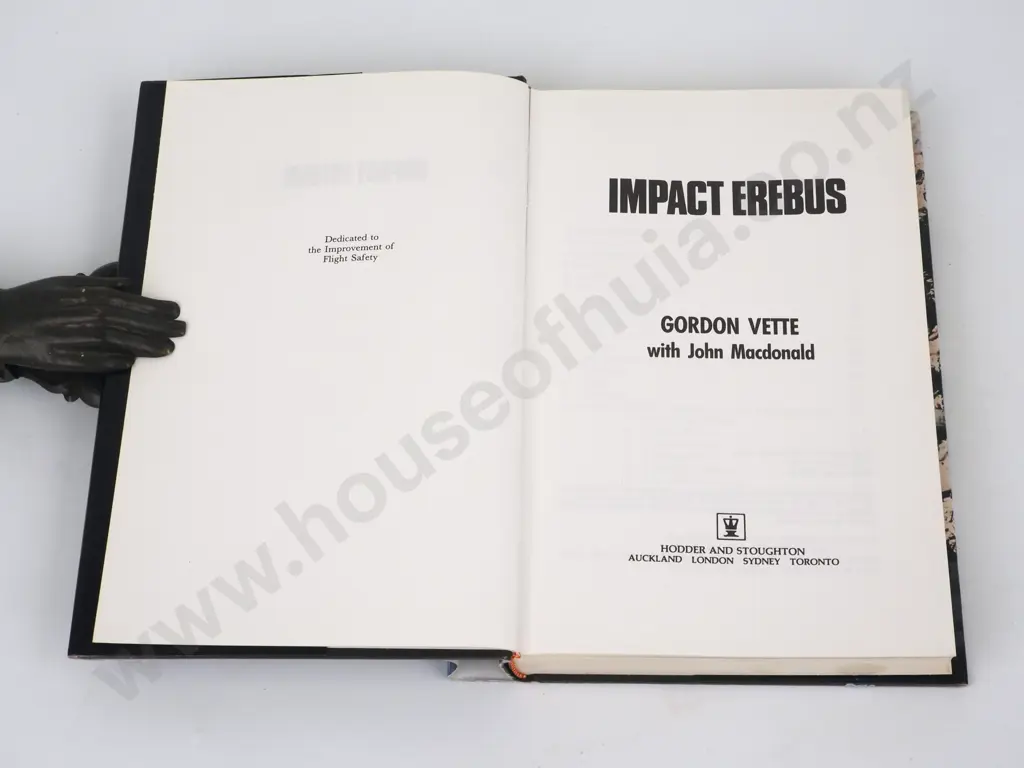 Dedicated to
the Improvement of
Flight Safety
IMPACT EREBUS
GORDON VETTE
with John Macdonald
HODDER AND STOUGHTON
AUCKLAND LONDON SYDNEY TORONTO
www.houseofhuia.co.nz